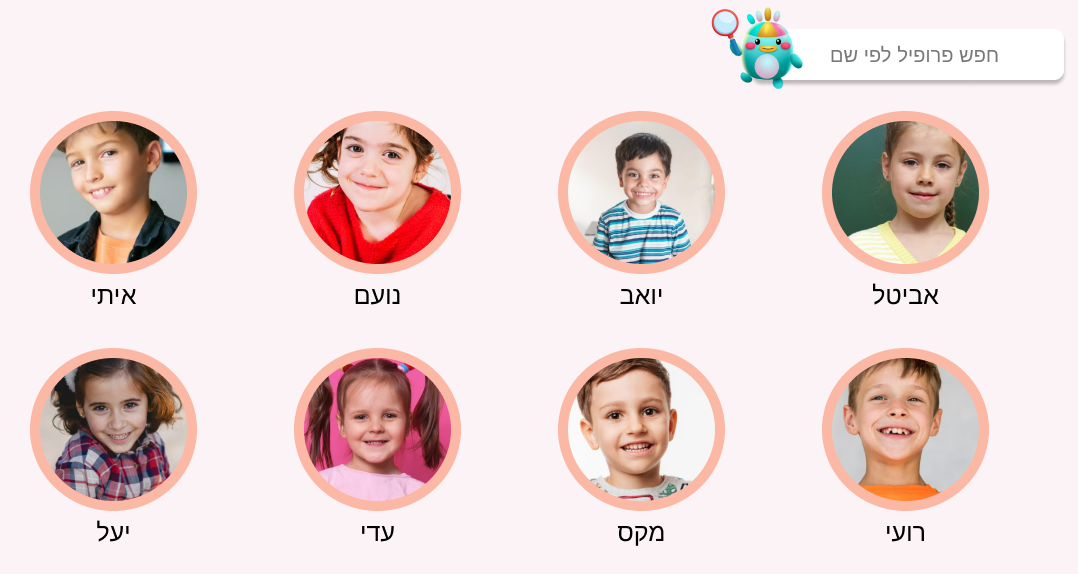 חפש פרופיל לפי שם
אביטל
יואב
נועם
איתי
רועי
מקס
עדי
יעל